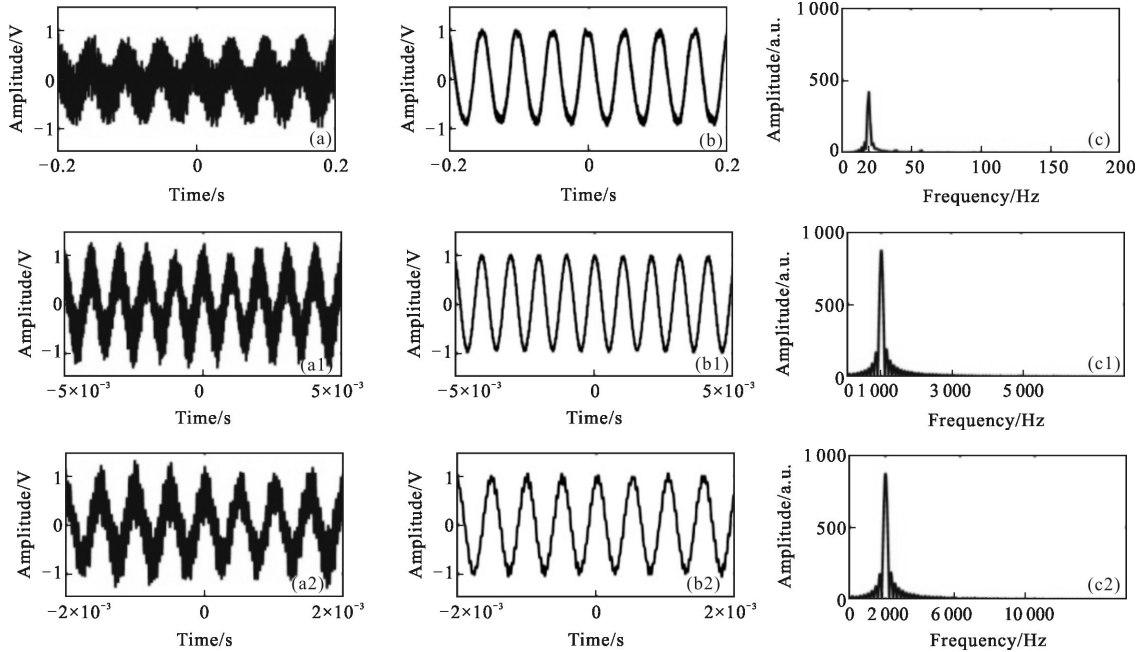 Amplitude/V
1
0
−1
(a)
−0.2
0
0.2
Time/s
Amplitude/V
1
0
−1
(b)
−0.2
0
0.2
Time/s
Amplitude/a.u.
1 000
500
0
(c)
0 20 50 100 150 200
Frequency/Hz
Amplitude/V
1
0
−1
(a1)
−5×10⁻³
0
5×10⁻³
Time/s
Amplitude/V
1
0
−1
(b1)
−5×10⁻³
0
5×10⁻³
Time/s
Amplitude/a.u.
1 000
500
0
(c1)
0 1 000 3 000 5 000
Frequency/Hz
Amplitude/V
1
0
−1
(a2)
−2×10⁻³
0
2×10⁻³
Time/s
Amplitude/V
1
0
−1
(b2)
−2×10⁻³
0
2×10⁻³
Time/s
Amplitude/a.u.
1 000
500
0
(c2)
0 2 000 6 000 10 000
Frequency/Hz